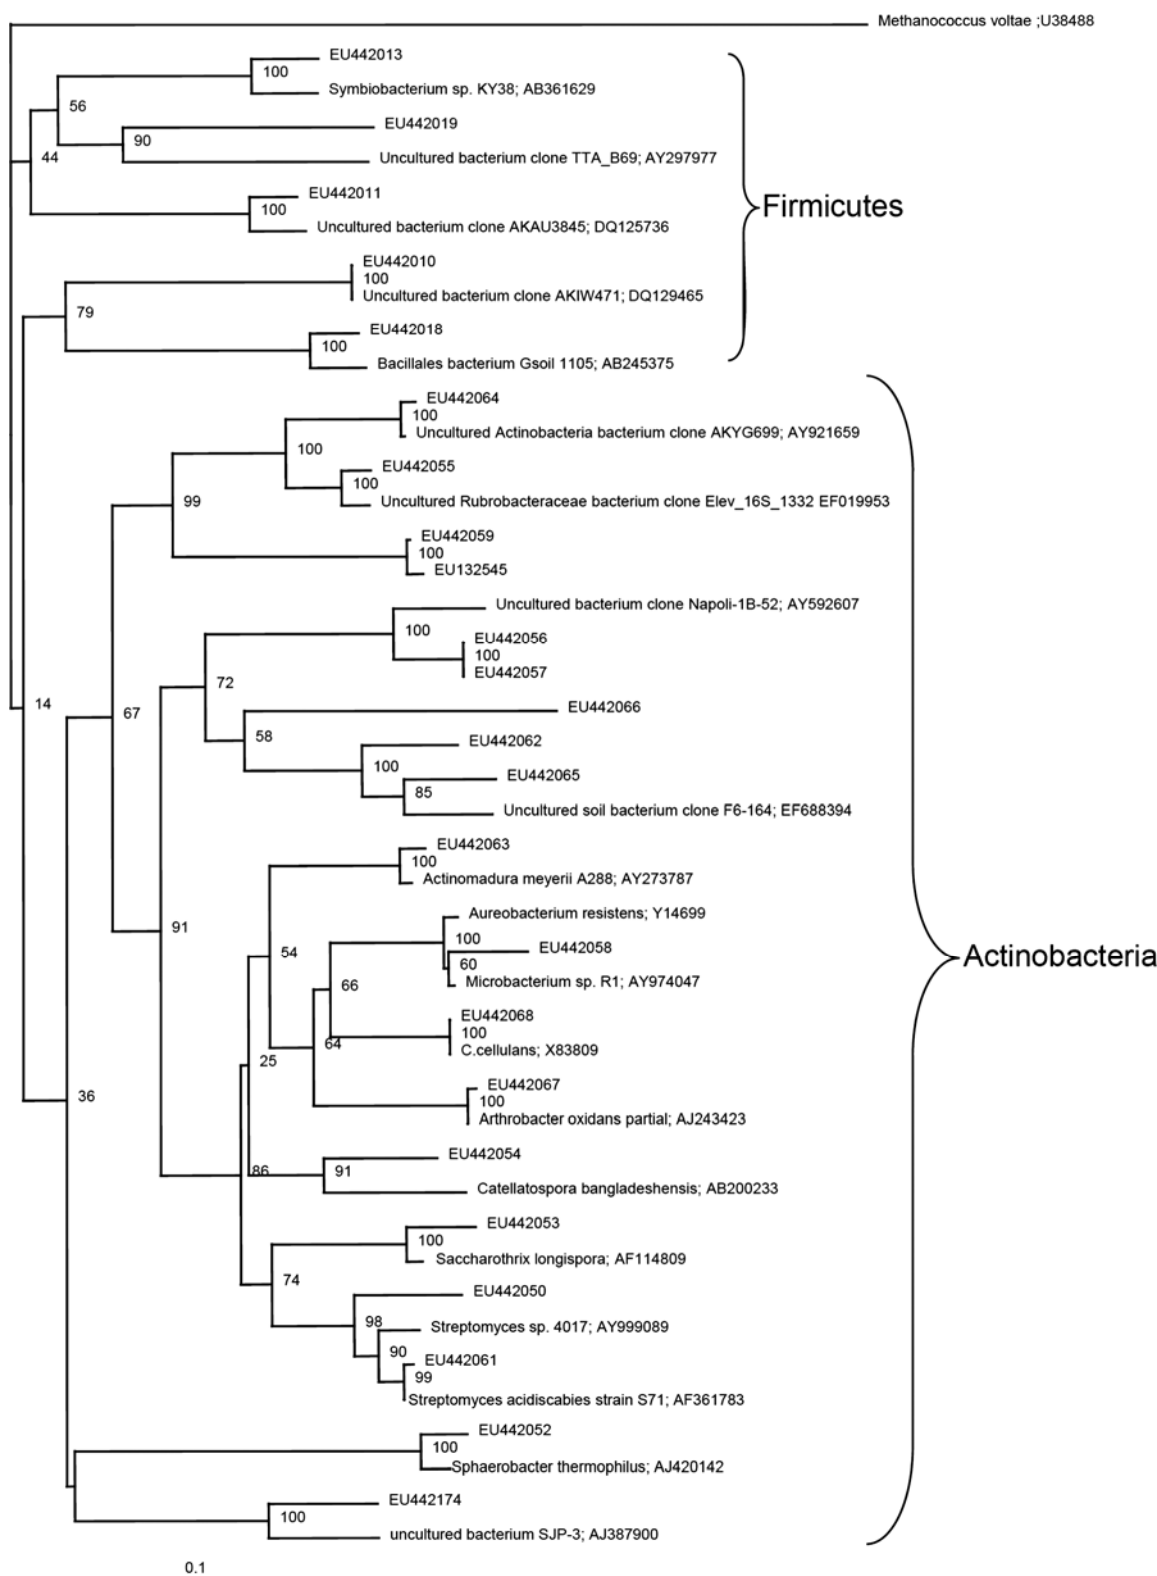 Methanococcus voltae ;U38488
EU442013
100
Symbiobacterium sp. KY38; AB361629
56
EU442019
90
44
Uncultured bacterium clone TTA_B69; AY297977
EU442011
100
Firmicutes
Uncultured bacterium clone AKAU3845; DQ125736
EU442010
100
Uncultured bacterium clone AKIW471; DQ129465
79
EU442018
100
Bacillales bacterium Gsoil 1105; AB245375
EU442064
100
Uncultured Actinobacteria bacterium clone AKYG699; AY921659
100
EU442055
100
99
Uncultured Rubrobacteraceae bacterium clone Elev_16S_1332 EF019953
EU442059
100
EU132545
Uncultured bacterium clone Napoli-1B-52; AY592607
100
EU442056
100
EU442057
72
14
67
EU442066
58
EU442062
100
EU442065
85
Uncultured soil bacterium clone F6-164; EF688394
EU442063
100
Actinomadura meyerii A288; AY273787
Aureobacterium resistens; Y14699
91
100
54
EU442058
Actinobacteria
60
66
Microbacterium sp. R1; AY974047
EU442068
100
64
C.cellulans; X83809
25
EU442067
36
100
Arthrobacter oxidans partial; AJ243423
EU442054
86
91
Catellatospora bangladeshensis; AB200233
EU442053
100
Saccharothrix longispora; AF114809
74
EU442050
98
Streptomyces sp. 4017; AY999089
90
EU442061
99
Streptomyces acidiscabies strain S71; AF361783
EU442052
100
Sphaerobacter thermophilus; AJ420142
EU442174
100
uncultured bacterium SJP-3; AJ387900
0.1